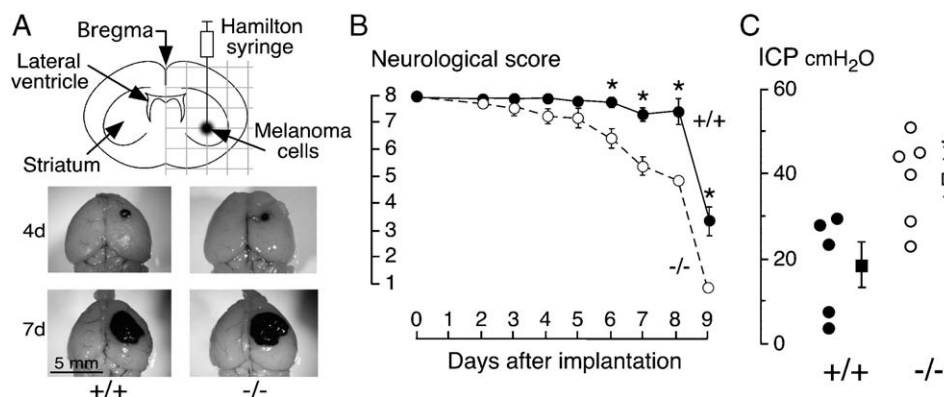 A
Bregma
Hamilton
syringe
Lateral
ventricle
Melanoma
cells
Striatum
4d
7d
5 mm
+/+
-/-
B
Neurological score
8
7
6
5
4
3
2
1
* * * *
+/+
-/-
0 1 2 3 4 5 6 7 8 9
Days after implantation
C
ICP cmH₂O
60
40
20
0
+/+
-/-